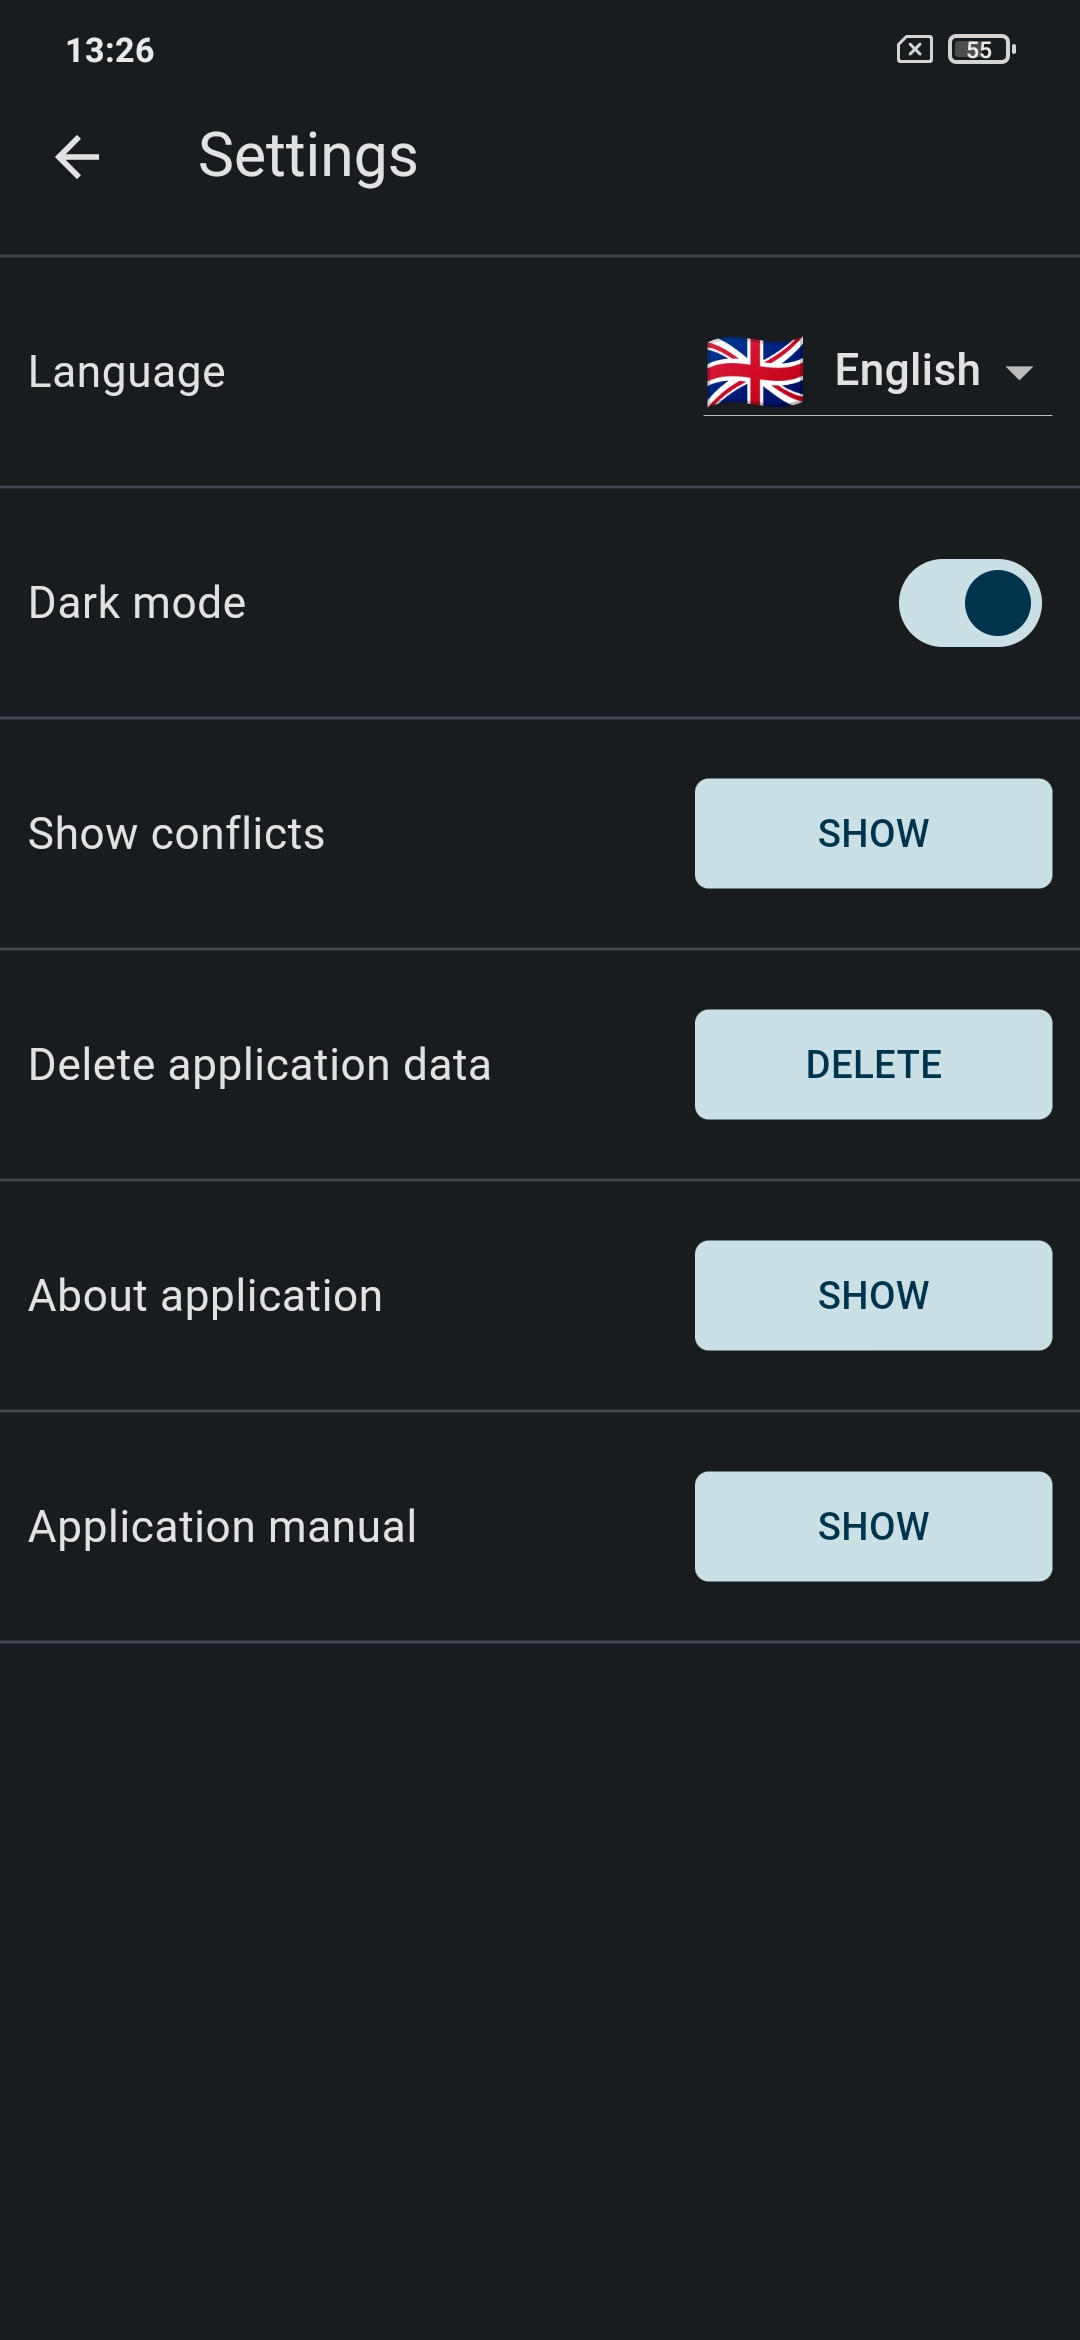 13:26
55
Settings
Language
English
Dark mode
Show conflicts
SHOW
Delete application data
DELETE
About application
SHOW
Application manual
SHOW